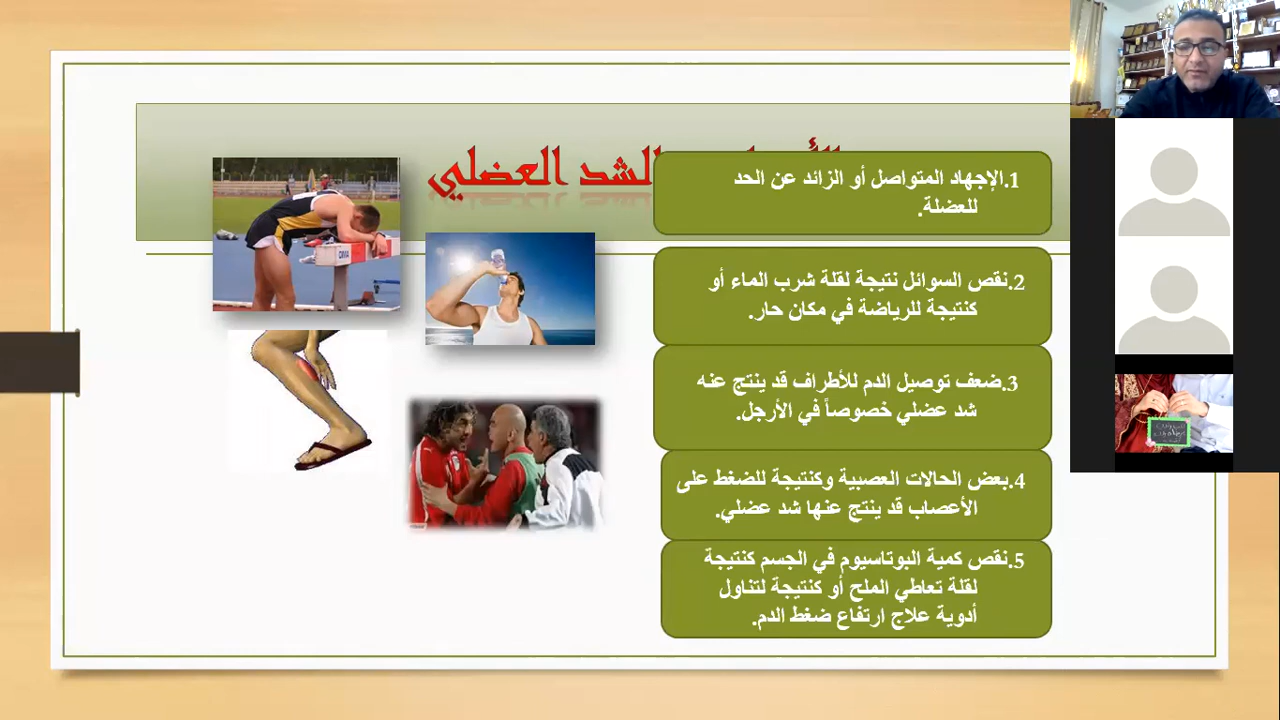 الشد العضلي
1.الإجهاد المتواصل أو الزائد عن الحد
للعضلة.
2.نقص السوائل نتيجة لقلة شرب الماء أو
كنتيجة للرياضة في مكان حار.
3.ضعف توصيل الدم للأطراف قد ينتج عنه
شد عضلي خصوصاً في الأرجل.
4.بعض الحالات العصبية وكنتيجة للضغط على
الأعصاب قد ينتج عنها شد عضلي.
5.نقص كمية البوتاسيوم في الجسم كنتيجة
لقلة تعاطي الملح أو كنتيجة لتناول
أدوية علاج ارتفاع ضغط الدم.